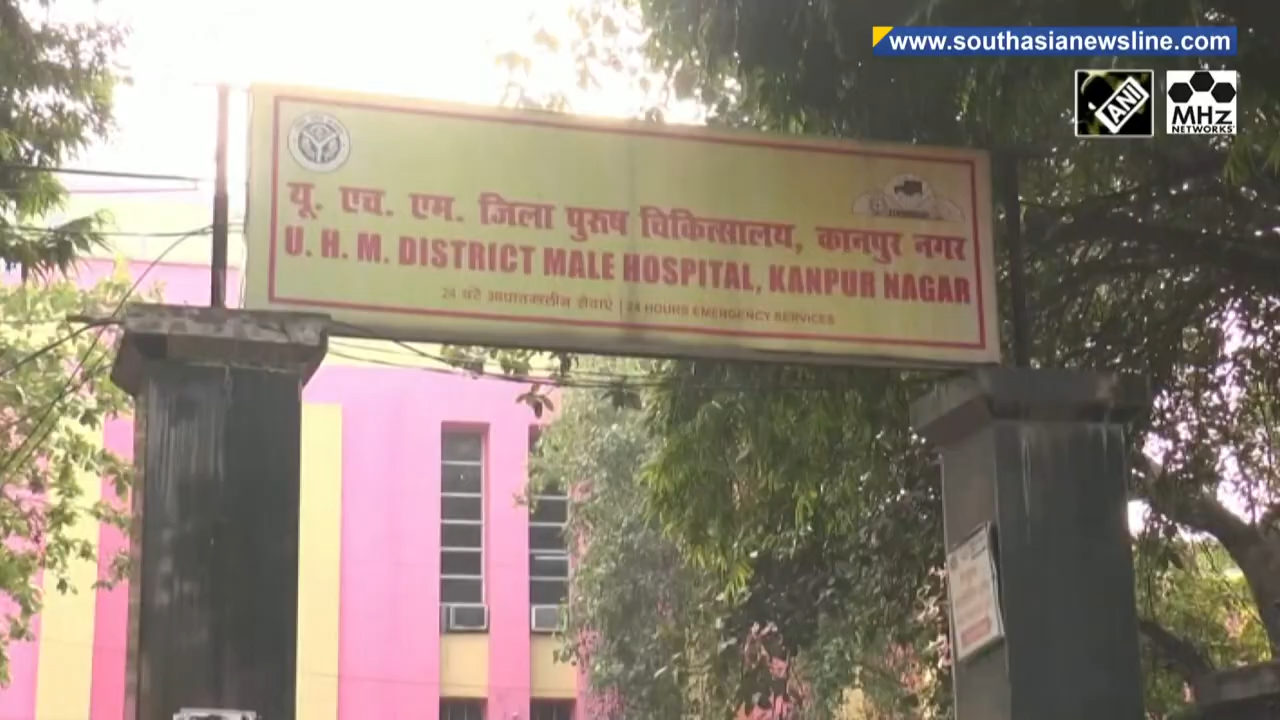 www.southasianewsline.com
ANI
MHz
NETWORKS
यू. एच. एम. जिला पुरुष चिकित्सालय, कानपुर नगर
U. H. M. DISTRICT MALE HOSPITAL, KANPUR NAGAR
24 घंटे आपातकालीन सेवाएं | 24 HOURS EMERGENCY SERVICES